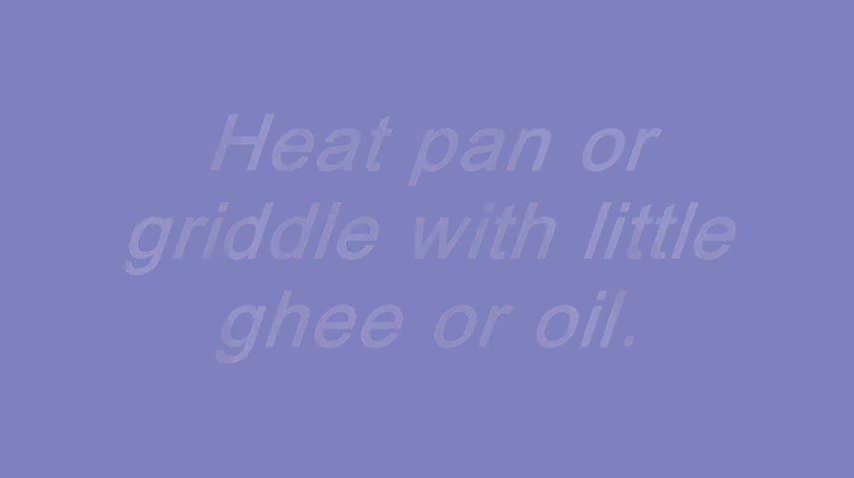 Heat pan or
griddle with little
ghee or oil.